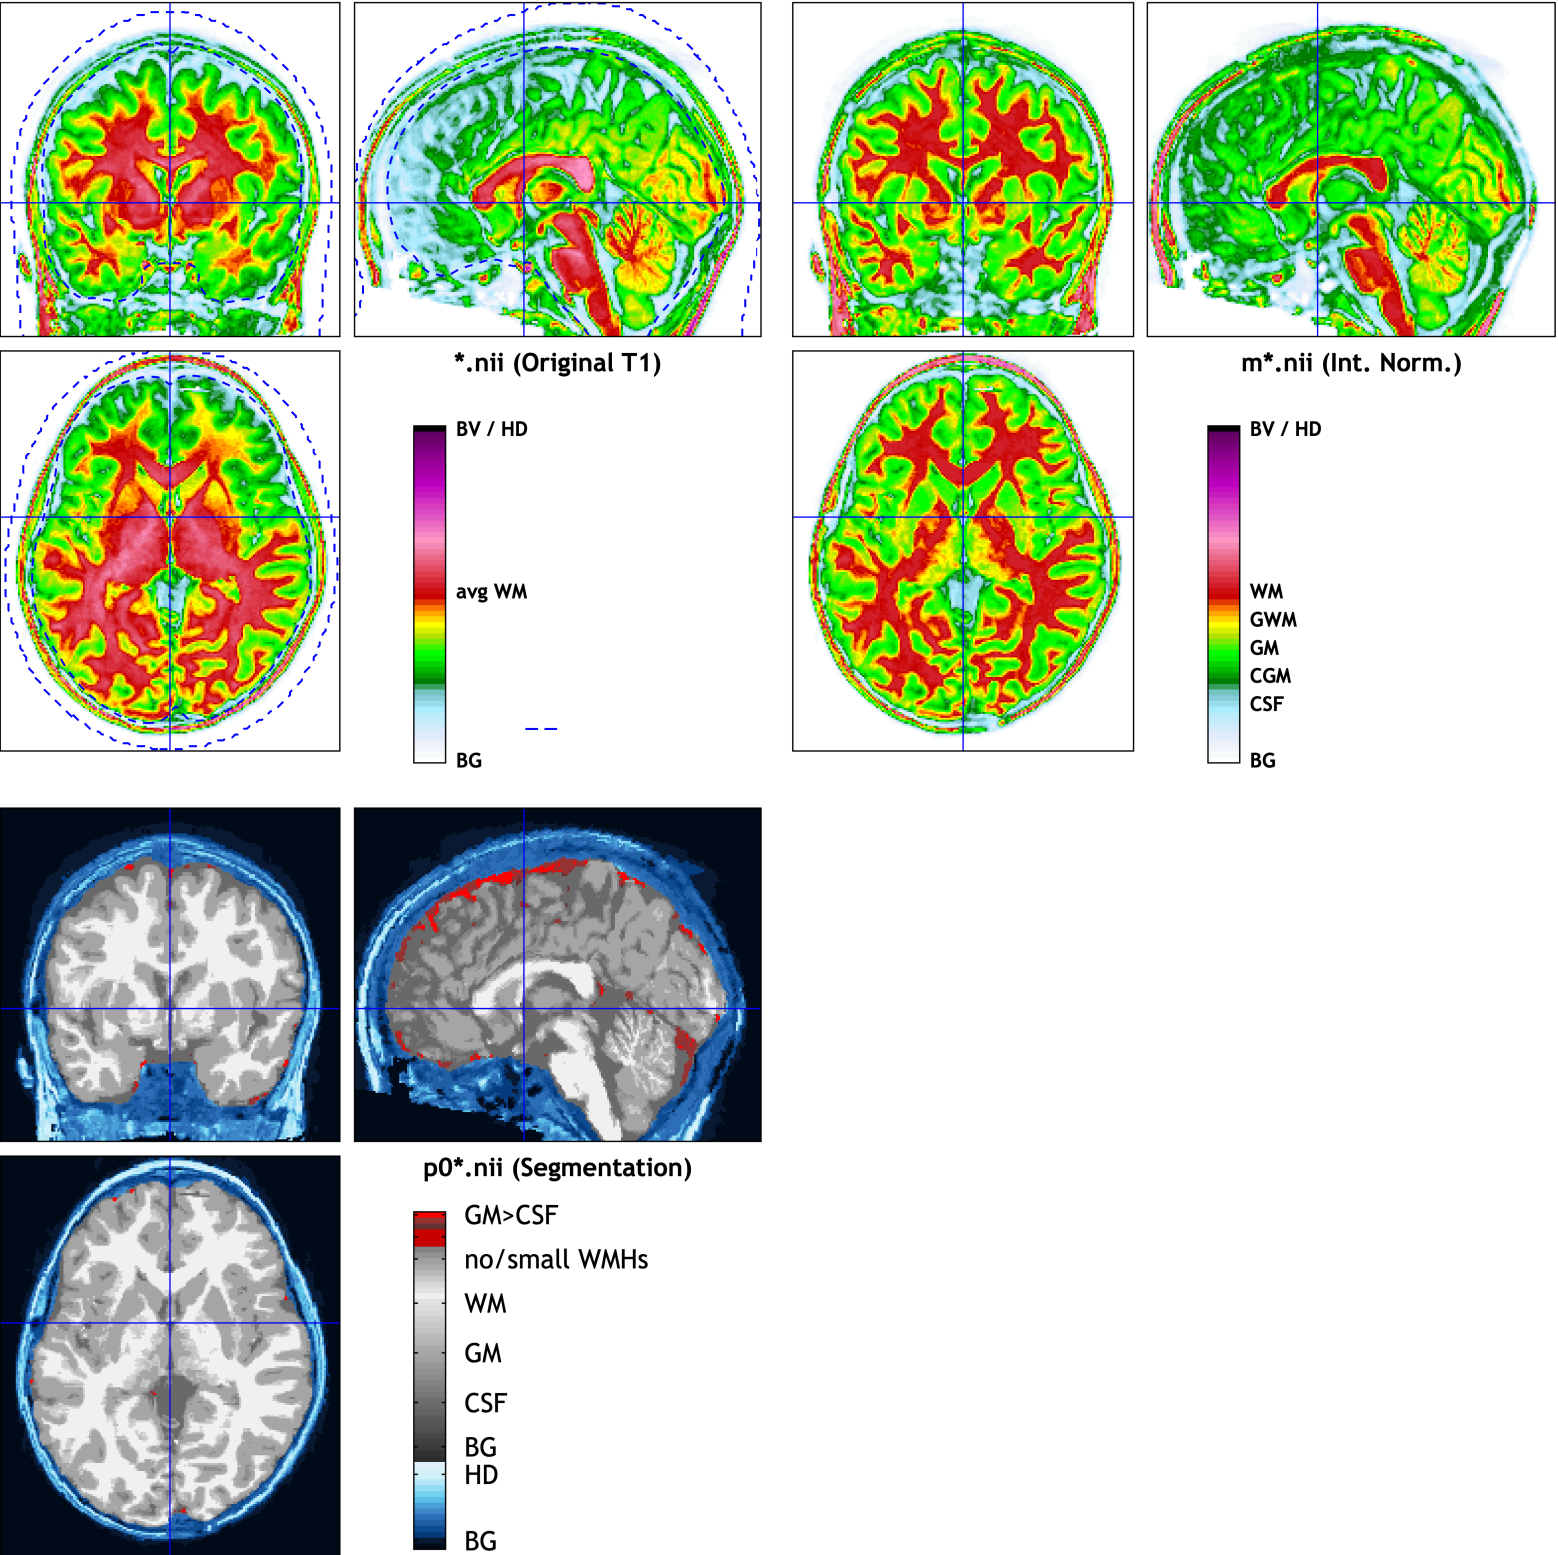 *.nii (Original T1)
BV / HD
avg WM
BG
m*.nii (Int. Norm.)
BV / HD
WM
GWM
GM
CGM
CSF
BG
p0*.nii (Segmentation)
GM>CSF
no/small WMHs
WM
GM
CSF
BG
HD
BG